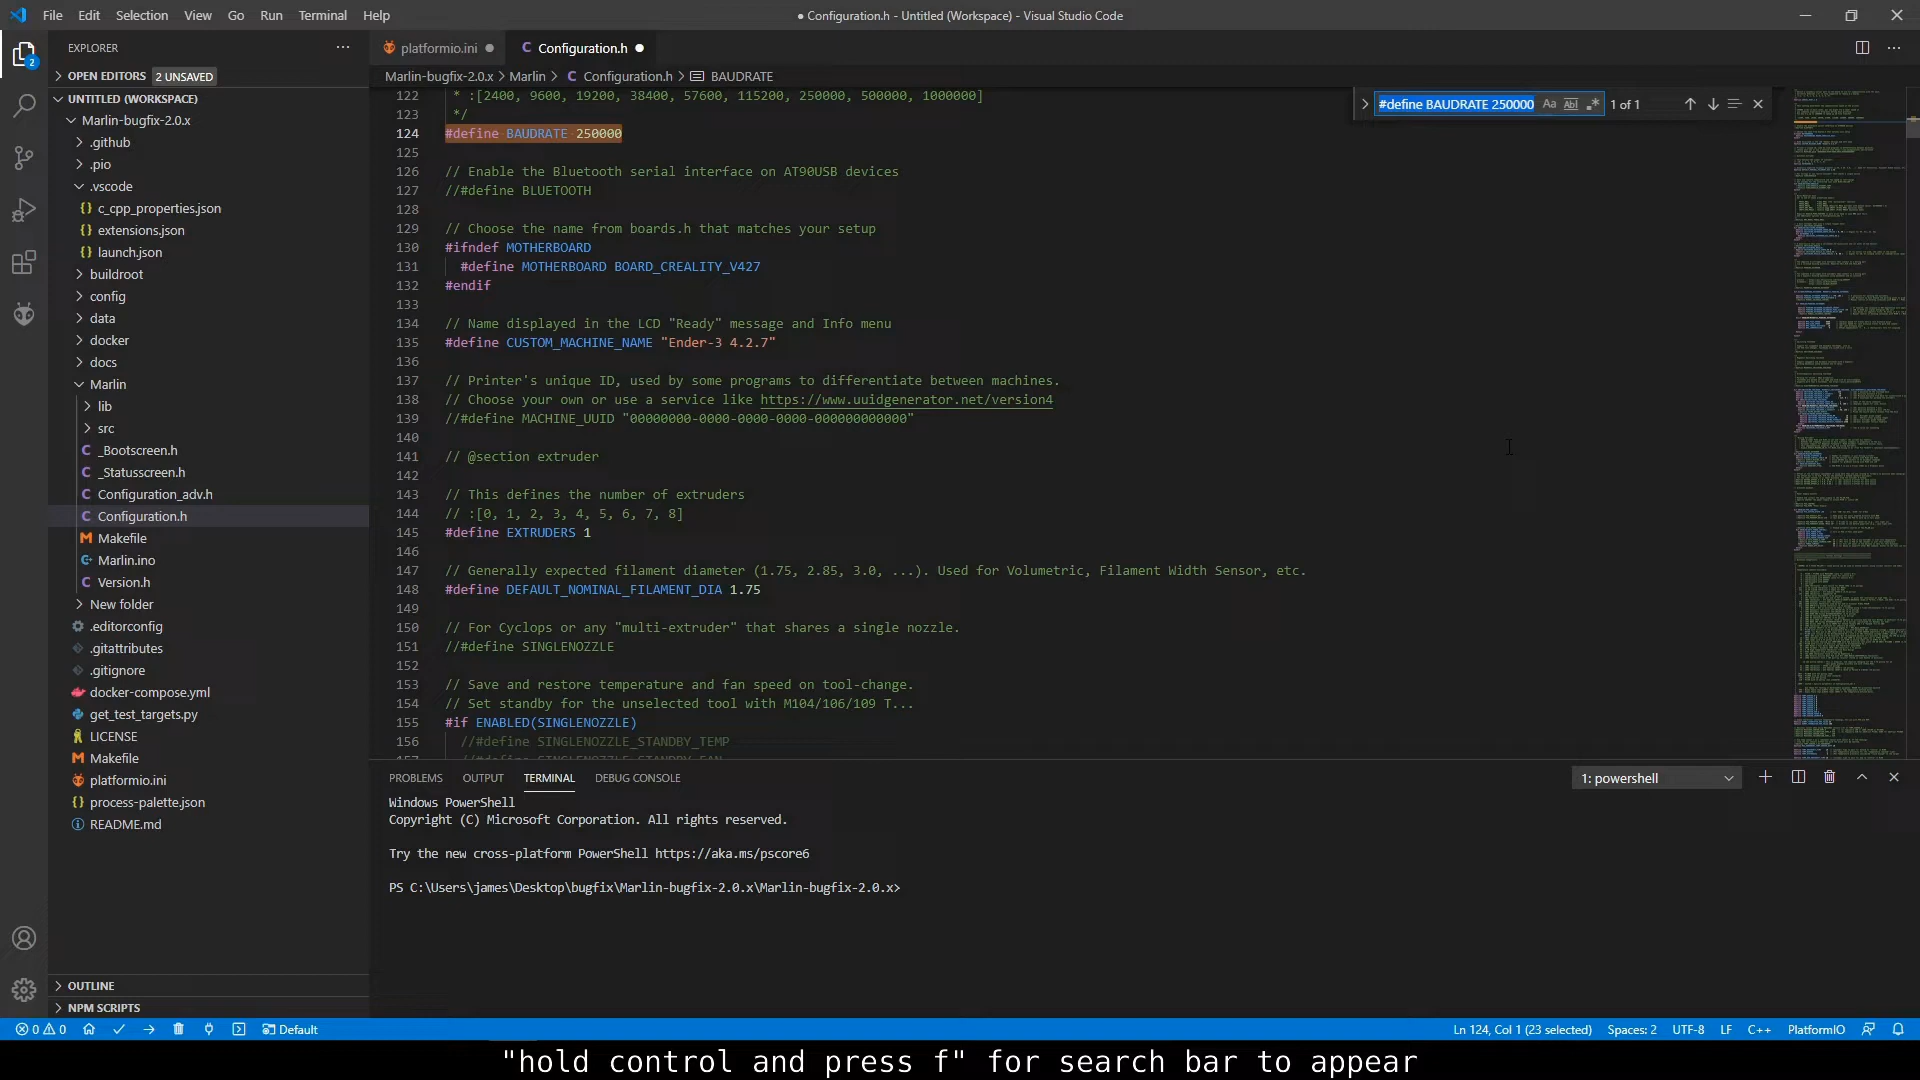 File Edit Selection View Go Run Terminal Help
● Configuration.h - Untitled (Workspace) - Visual Studio Code
EXPLORER
platformio.ini
Configuration.h
2
OPEN EDITORS 2 UNSAVED
UNTITLED (WORKSPACE)
Marlin-bugfix-2.0.x
.github
.pio
.vscode
c_cpp_properties.json
extensions.json
launch.json
buildroot
config
data
docker
docs
Marlin
lib
src
_Bootscreen.h
_Statusscreen.h
Configuration_adv.h
Configuration.h
Makefile
Marlin.ino
Version.h
New folder
.editorconfig
.gitattributes
.gitignore
docker-compose.yml
get_test_targets.py
LICENSE
Makefile
platformio.ini
process-palette.json
README.md
OUTLINE
NPM SCRIPTS
Marlin-bugfix-2.0.x > Marlin > C Configuration.h > BAUDRATE
#define BAUDRATE 250000 Aa Abl .* 1 of 1
122 * :[2400, 9600, 19200, 38400, 57600, 115200, 250000, 500000, 1000000]
123 */
124 #define BAUDRATE 250000
125
126 // Enable the Bluetooth serial interface on AT90USB devices
127 //#define BLUETOOTH
128
129 // Choose the name from boards.h that matches your setup
130 #ifndef MOTHERBOARD
131 #define MOTHERBOARD BOARD_CREALITY_V427
132 #endif
133
134 // Name displayed in the LCD "Ready" message and Info menu
135 #define CUSTOM_MACHINE_NAME "Ender-3 4.2.7"
136
137 // Printer's unique ID, used by some programs to differentiate between machines.
138 // Choose your own or use a service like https://www.uuidgenerator.net/version4
139 //#define MACHINE_UUID "00000000-0000-0000-0000-000000000000"
140
141 // @section extruder
142
143 // This defines the number of extruders
144 // :[0, 1, 2, 3, 4, 5, 6, 7, 8]
145 #define EXTRUDERS 1
146
147 // Generally expected filament diameter (1.75, 2.85, 3.0, ...). Used for Volumetric, Filament Width Sensor, etc.
148 #define DEFAULT_NOMINAL_FILAMENT_DIA 1.75
149
150 // For Cyclops or any "multi-extruder" that shares a single nozzle.
151 //#define SINGLENOZZLE
152
153 // Save and restore temperature and fan speed on tool-change.
154 // Set standby for the unselected tool with M104/106/109 T...
155 #if ENABLED(SINGLENOZZLE)
156 //#define SINGLENOZZLE_STANDBY_TEMP
157 //#define SINGLENOZZLE_STANDBY_FAN
PROBLEMS OUTPUT TERMINAL DEBUG CONSOLE
1: powershell
Windows PowerShell
Copyright (C) Microsoft Corporation. All rights reserved.
Try the new cross-platform PowerShell https://aka.ms/pscore6
PS C:\Users\james\Desktop\bugfix\Marlin-bugfix-2.0.x\Marlin-bugfix-2.0.x>
0 0 Default
Ln 124, Col 1 (23 selected) Spaces: 2 UTF-8 LF C++ PlatformIO
"hold control and press f" for search bar to appear